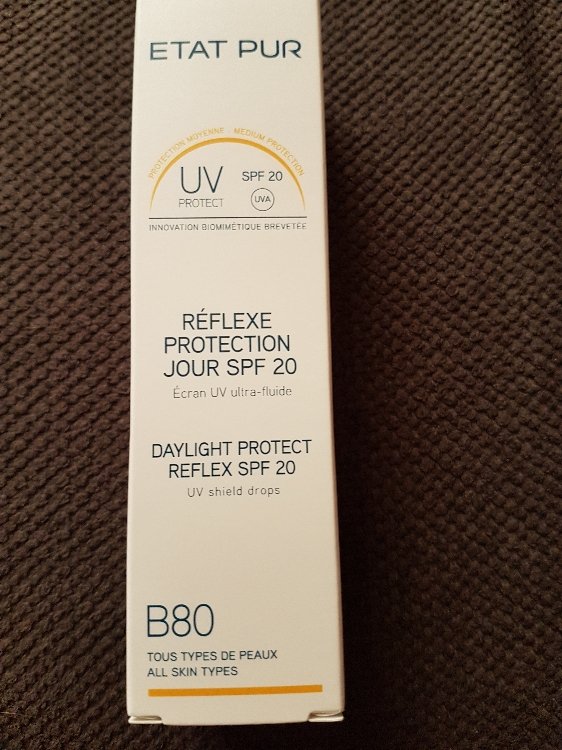 ETAT PUR
PROTECTION MOYENNE - MEDIUM PROTECTION
UV
PROTECT
SPF 20
UVA
INNOVATION BIOMIMÉTIQUE BREVETÉE
RÉFLEXE
PROTECTION
JOUR SPF 20
Écran UV ultra-fluide
DAYLIGHT PROTECT
REFLEX SPF 20
UV shield drops
B80
TOUS TYPES DE PEAUX
ALL SKIN TYPES